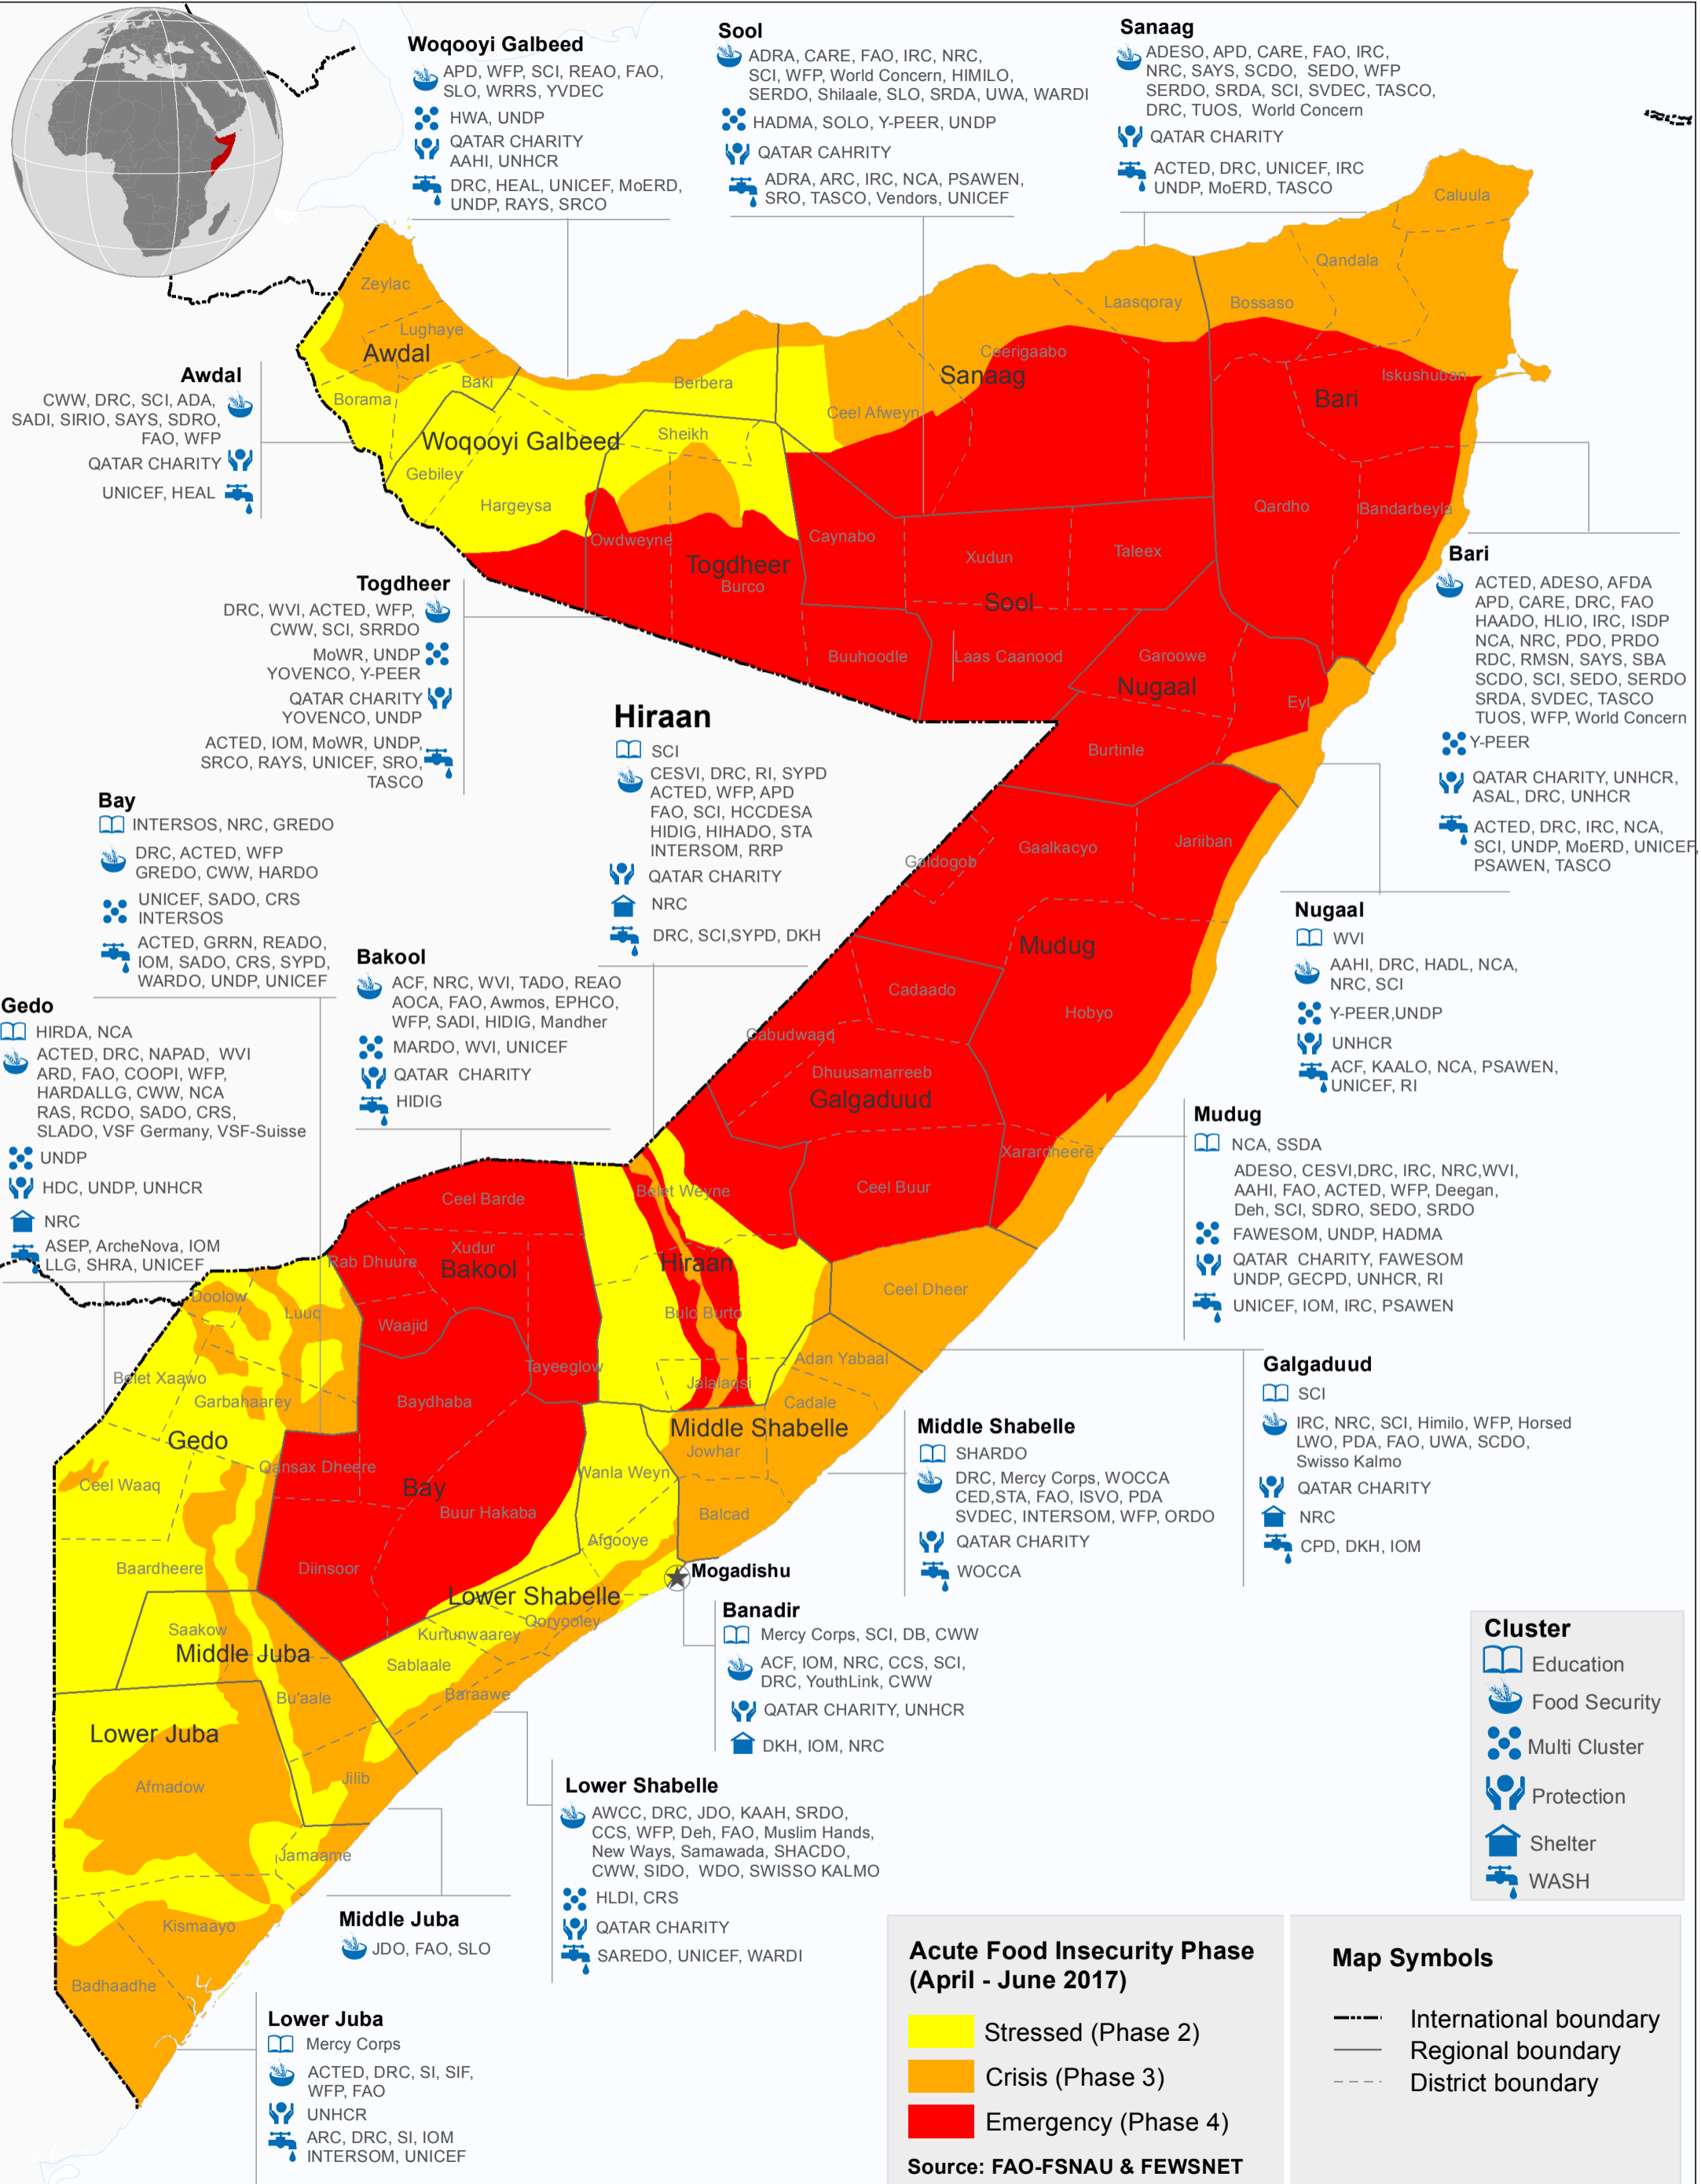 Woqooyi Galbeed
APD, WFP, SCI, REAO, FAO,
SLO, WRRS, YVDEC
HWA, UNDP
QATAR CHARITY
AAHI, UNHCR
DRC, HEAL, UNICEF, MoERD,
UNDP, RAYS, SRCO
Sool
ADRA, CARE, FAO, IRC, NRC,
SCI, WFP, World Concern, HIMILO,
SERDO, Shilaale, SLO, SRDA, UWA, WARDI
HADMA, SOLO, Y-PEER, UNDP
QATAR CAHRITY
ADRA, ARC, IRC, NCA, PSAWEN,
SRO, TASCO, Vendors, UNICEF
Sanaag
ADESO, APD, CARE, FAO, IRC,
NRC, SAYS, SCDO, SEDO, WFP
SERDO, SRDA, SCI, SVDEC, TASCO,
DRC, TUOS, World Concern
QATAR CHARITY
ACTED, DRC, UNICEF, IRC
UNDP, MoERD, TASCO
Caluula
Qandala
Zeylac
Laasqoray
Bossaso
Lughaye
Awdal
Ceerigaabo
Sanaag
Iskushuban
Bari
Baki
Berbera
Borama
Ceel Afweyn
Woqooyi Galbeed
Sheikh
Gebiley
Hargeysa
Qardho
Bandarbeyla
Owdweyne
Caynabo
Xudun
Taleex
Togdheer
Burco
Sool
Buuhoodle
Laas Caanood
Garoowe
Nugaal
Eyl
Burtinle
Awdal
CWW, DRC, SCI, ADA,
SADI, SIRIO, SAYS, SDRO,
FAO, WFP
QATAR CHARITY
UNICEF, HEAL
Togdheer
DRC, WVI, ACTED, WFP,
CWW, SCI, SRRDO
MoWR, UNDP
YOVENCO, Y-PEER
QATAR CHARITY
YOVENCO, UNDP
ACTED, IOM, MoWR, UNDP,
SRCO, RAYS, UNICEF, SRO,
TASCO
Bari
ACTED, ADESO, AFDA
APD, CARE, DRC, FAO
HAADO, HLIO, IRC, ISDP
NCA, NRC, PDO, PRDO
RDC, RMSN, SAYS, SBA
SCDO, SCI, SEDO, SERDO
SRDA, SVDEC, TASCO
TUOS, WFP, World Concern
Y-PEER
QATAR CHARITY, UNHCR,
ASAL, DRC, UNHCR
ACTED, DRC, IRC, NCA,
SCI, UNDP, MoERD, UNICEF,
PSAWEN, TASCO
Hiraan
SCI
CESVI, DRC, RI, SYPD
ACTED, WFP, APD
FAO, SCI, HCCDESA
HIDIG, HIHADO, STA
INTERSOM, RRP
QATAR CHARITY
NRC
DRC, SCI,SYPD, DKH
Bay
INTERSOS, NRC, GREDO
DRC, ACTED, WFP
GREDO, CWW, HARDO
UNICEF, SADO, CRS
INTERSOS
ACTED, GRRN, READO,
IOM, SADO, CRS, SYPD,
WARDO, UNDP, UNICEF
Bakool
ACF, NRC, WVI, TADO, REAO
AOCA, FAO, Awmos, EPHCO,
WFP, SADI, HIDIG, Mandher
MARDO, WVI, UNICEF
QATAR CHARITY
HIDIG
Gedo
HIRDA, NCA
ACTED, DRC, NAPAD, WVI
ARD, FAO, COOPI, WFP,
HARDALLG, CWW, NCA
RAS, RCDO, SADO, CRS,
SLADO, VSF Germany, VSF-Suisse
UNDP
HDC, UNDP, UNHCR
NRC
ASEP, ArcheNova, IOM
LLG, SHRA, UNICEF
Galdogob
Gaalkacyo
Jariiban
Mudug
Cadaado
Hobyo
Cabudwaaq
Dhuusamarreeb
Galgaduud
Xarardheere
Ceel Buur
Nugaal
WVI
AAHI, DRC, HADL, NCA,
NRC, SCI
Y-PEER,UNDP
UNHCR
ACF, KAALO, NCA, PSAWEN,
UNICEF, RI
Mudug
NCA, SSDA
ADESO, CESVI,DRC, IRC, NRC,WVI,
AAHI, FAO, ACTED, WFP, Deegan,
Deh, SCI, SDRO, SEDO, SRDO
FAWESOM, UNDP, HADMA
QATAR CHARITY, FAWESOM
UNDP, GECPD, UNHCR, RI
UNICEF, IOM, IRC, PSAWEN
Ceel Barde
Belet Weyne
Xudur
Rab Dhuure
Bakool
Hiraan
Ceel Dheer
Doolow
Luuq
Waajid
Bulo Burto
Tayeeglow
Adan Yabaal
Belet Xaawo
Garbahaarey
Baydhaba
Jalalaqsi
Cadale
Gedo
Middle Shabelle
Jowhar
Qansax Dheere
Wanla Weyn
Ceel Waaq
Bay
Buur Hakaba
Balcad
Afgooye
Baardheere
Diinsoor
Mogadishu
Lower Shabelle
Qoryooley
Saakow
Kurtunwaarey
Middle Juba
Sablaale
Bu'aale
Baraawe
Lower Juba
Afmadow
Jilib
Jamaame
Kismaayo
Badhaadhe
Galgaduud
SCI
IRC, NRC, SCI, Himilo, WFP, Horsed
LWO, PDA, FAO, UWA, SCDO,
Swisso Kalmo
QATAR CHARITY
NRC
CPD, DKH, IOM
Middle Shabelle
SHARDO
DRC, Mercy Corps, WOCCA
CED,STA, FAO, ISVO, PDA
SVDEC, INTERSOM, WFP, ORDO
QATAR CHARITY
WOCCA
Banadir
Mercy Corps, SCI, DB, CWW
ACF, IOM, NRC, CCS, SCI,
DRC, YouthLink, CWW
QATAR CHARITY, UNHCR
DKH, IOM, NRC
Lower Shabelle
AWCC, DRC, JDO, KAAH, SRDO,
CCS, WFP, Deh, FAO, Muslim Hands,
New Ways, Samawada, SHACDO,
CWW, SIDO, WDO, SWISSO KALMO
HLDI, CRS
QATAR CHARITY
SAREDO, UNICEF, WARDI
Middle Juba
JDO, FAO, SLO
Lower Juba
Mercy Corps
ACTED, DRC, SI, SIF,
WFP, FAO
UNHCR
ARC, DRC, SI, IOM
INTERSOM, UNICEF
Cluster
Education
Food Security
Multi Cluster
Protection
Shelter
WASH
Acute Food Insecurity Phase
(April - June 2017)
Stressed (Phase 2)
Crisis (Phase 3)
Emergency (Phase 4)
Source: FAO-FSNAU & FEWSNET
Map Symbols
International boundary
Regional boundary
District boundary